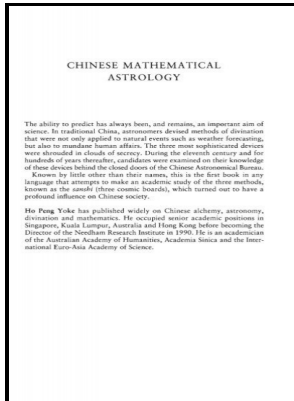 CHINESE MATHEMATICAL
ASTROLOGY
The ability to predict has always been, and remains, an important aim of
science. In traditional China, astronomers devised methods of divination
that were not only applied to natural events such as weather forecasting,
but also to mundane human affairs. The three most sophisticated devices
were shrouded in clouds of secrecy. During the eleventh century and for
hundreds of years thereafter, candidates were examined on their knowledge
of these devices behind the closed doors of the Chinese Astronomical Bureau.
Known by little other than their names, this is the first book in any
language that attempts to make an academic study of the three methods,
known as the sanshi (three cosmic boards), which turned out to have a
profound influence on Chinese society.
Ho Peng Yoke has published widely on Chinese alchemy, astronomy,
divination and mathematics. He occupied senior academic positions in
Singapore, Kuala Lumpur, Australia and Hong Kong before becoming the
Director of the Needham Research Institute in 1990. He is an academician
of the Australian Academy of Humanities, Academia Sinica and the Inter-
national Euro-Asia Academy of Science.